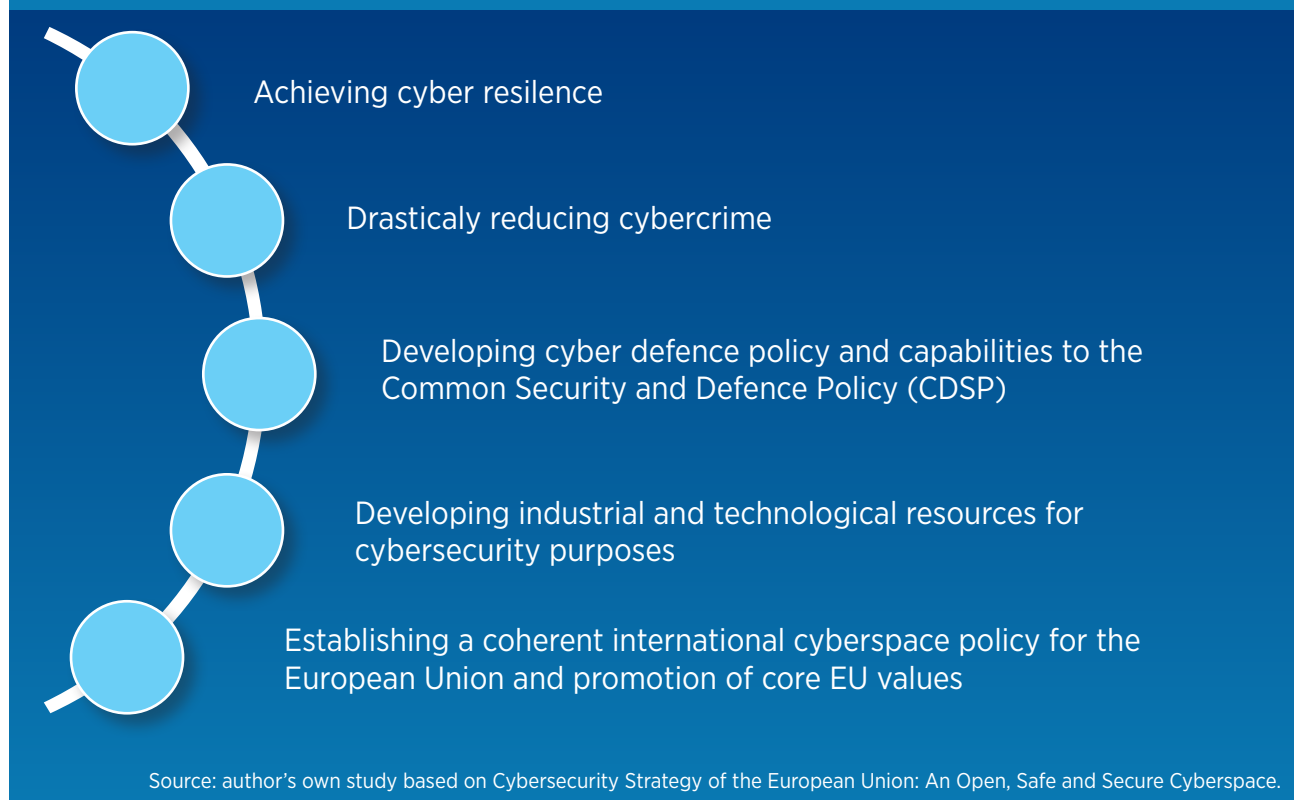 Achieving cyber resilence
Drasticaly reducing cybercrime
Developing cyber defence policy and capabilities to the
Common Security and Defence Policy (CDSP)
Developing industrial and technological resources for
cybersecurity purposes
Establishing a coherent international cyberspace policy for the
European Union and promotion of core EU values
Source: author’s own study based on Cybersecurity Strategy of the European Union: An Open, Safe and Secure Cyberspace.